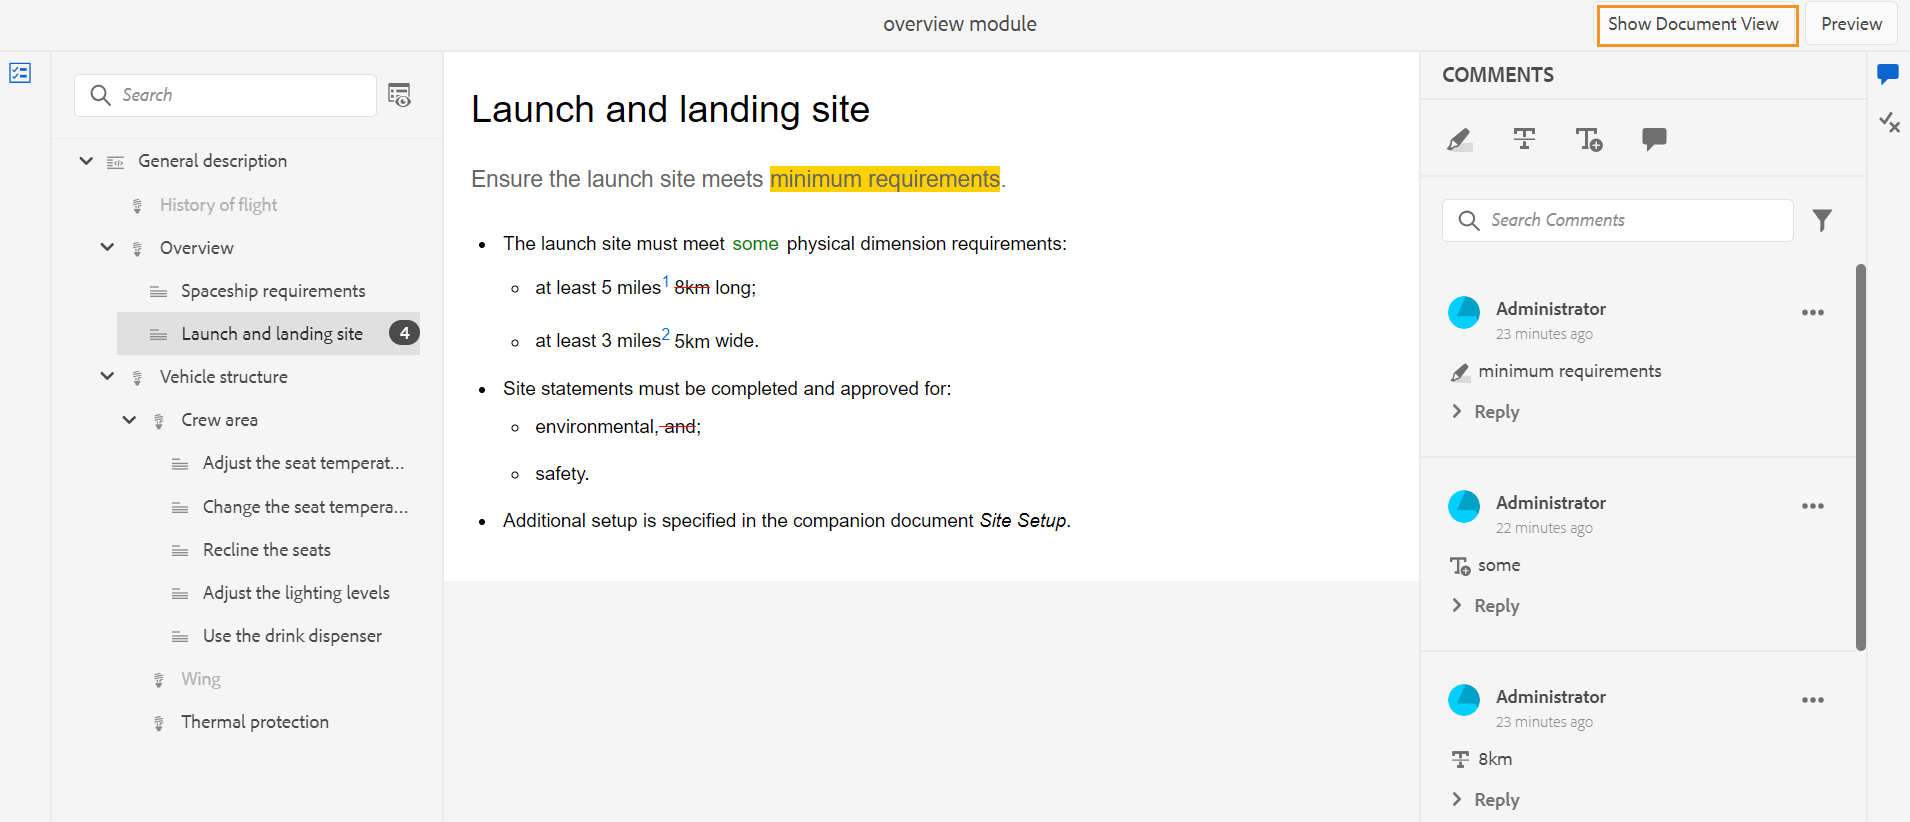 overview module
Show Document View
Preview
Search
General description
History of flight
Overview
Spaceship requirements
Launch and landing site 4
Vehicle structure
Crew area
Adjust the seat temperat...
Change the seat tempera...
Recline the seats
Adjust the lighting levels
Use the drink dispenser
Wing
Thermal protection
Launch and landing site
Ensure the launch site meets minimum requirements.
• The launch site must meet some physical dimension requirements:
○ at least 5 miles1 8km long;
○ at least 3 miles2 5km wide.
• Site statements must be completed and approved for:
○ environmental, and;
○ safety.
• Additional setup is specified in the companion document Site Setup.
COMMENTS
Search Comments
Administrator
23 minutes ago
minimum requirements
Reply
Administrator
22 minutes ago
some
Reply
Administrator
23 minutes ago
8km
Reply